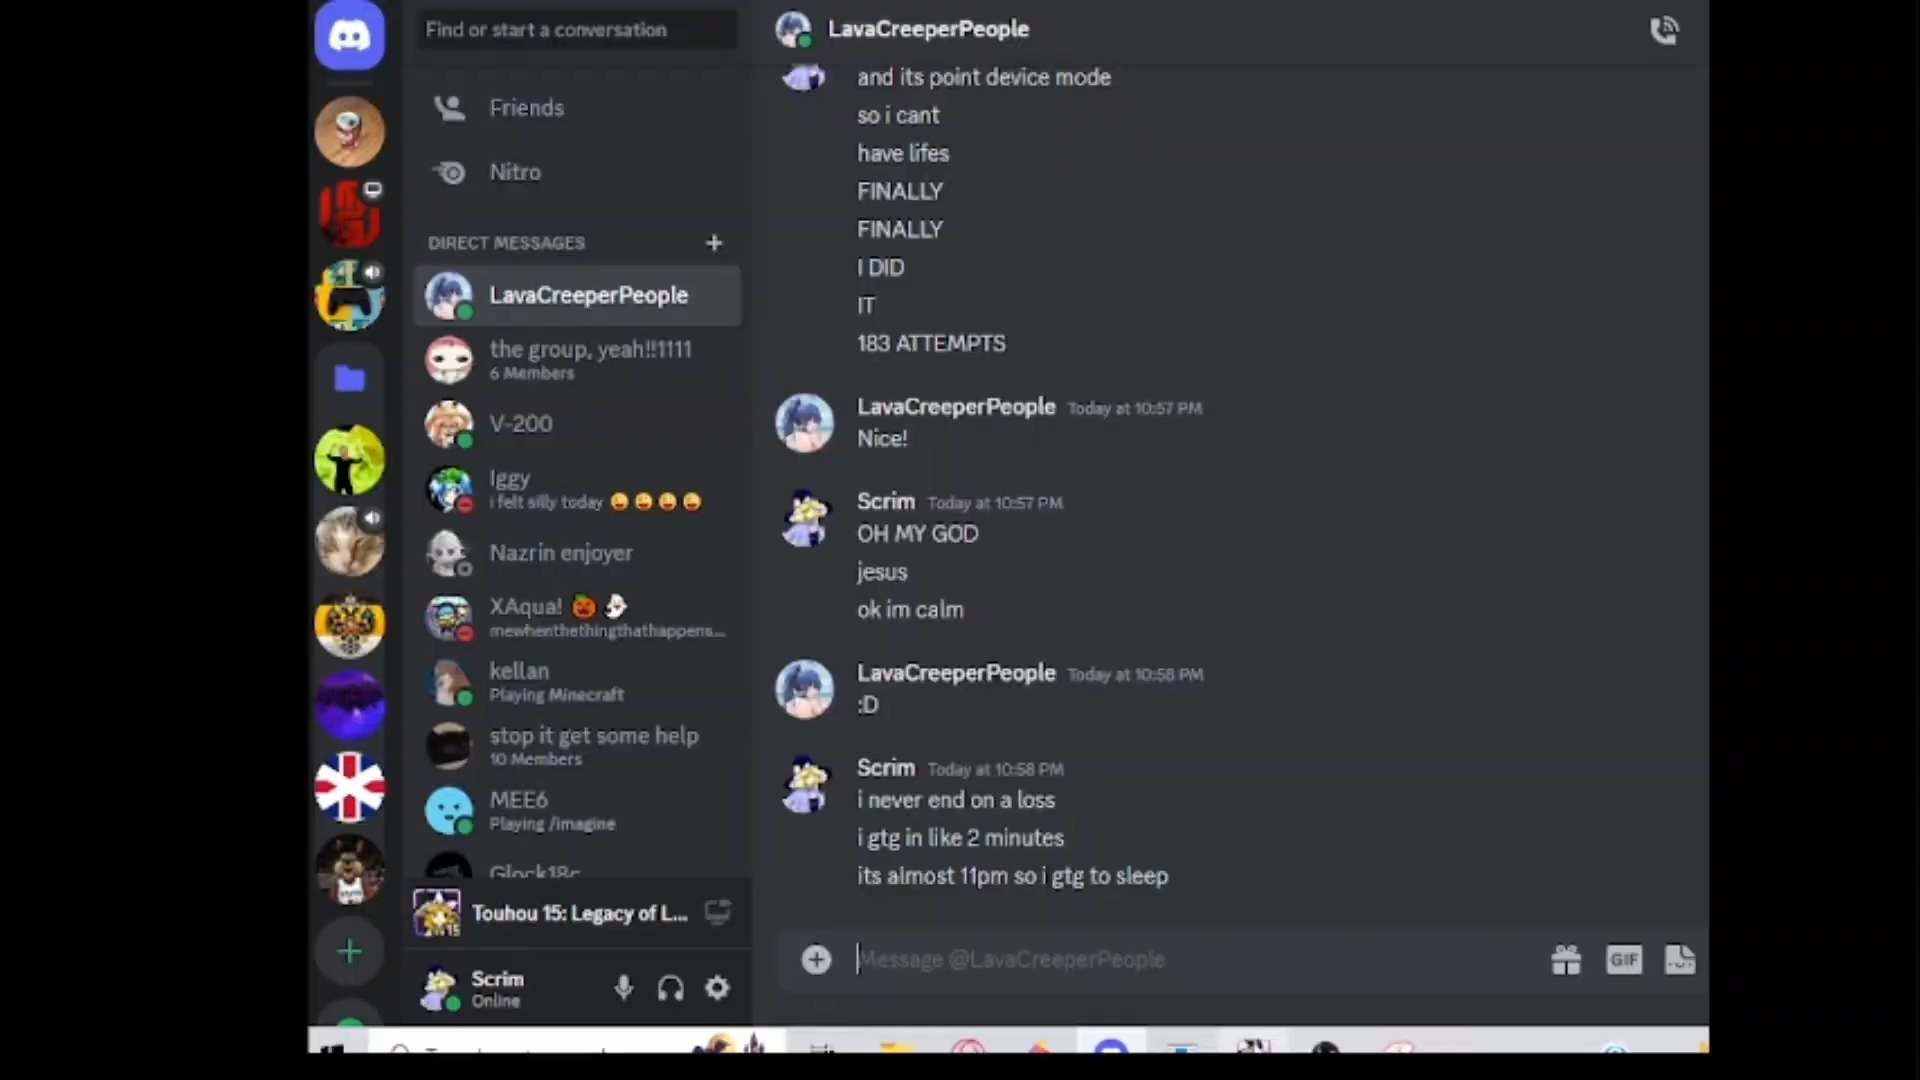 Find or start a conversation
Friends
Nitro
DIRECT MESSAGES
LavaCreeperPeople
the group, yeah!!1111
6 Members
V-200
Iggy
i felt silly today 😜 😜 😜 😜
Nazrin enjoyer
XAqua! 🎃 👻
mewhenthethingthathappens...
kellan
Playing Minecraft
stop it get some help
10 Members
MEE6
Playing /imagine
Glock18c
Touhou 15: Legacy of L...
Scrim
Online
LavaCreeperPeople
and its point device mode
so i cant
have lifes
FINALLY
FINALLY
I DID
IT
183 ATTEMPTS
LavaCreeperPeople Today at 10:57 PM
Nice!
Scrim Today at 10:57 PM
OH MY GOD
jesus
ok im calm
LavaCreeperPeople Today at 10:58 PM
:D
Scrim Today at 10:58 PM
i never end on a loss
i gtg in like 2 minutes
its almost 11pm so i gtg to sleep
Message @LavaCreeperPeople
GIF